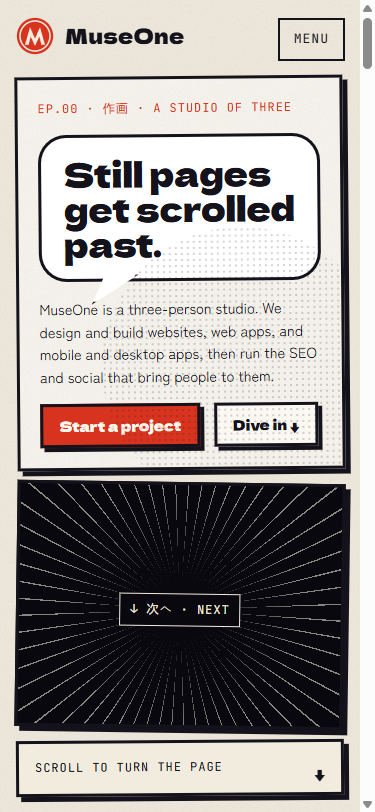 MuseOne
MENU
EP.00 · 作画 · A STUDIO OF THREE
Still pages
get scrolled
past.
MuseOne is a three-person studio. We
design and build websites, web apps, and
mobile and desktop apps, then run the SEO
and social that bring people to them.
Start a project
Dive in ↓
↓ 次へ · NEXT
SCROLL TO TURN THE PAGE
↓